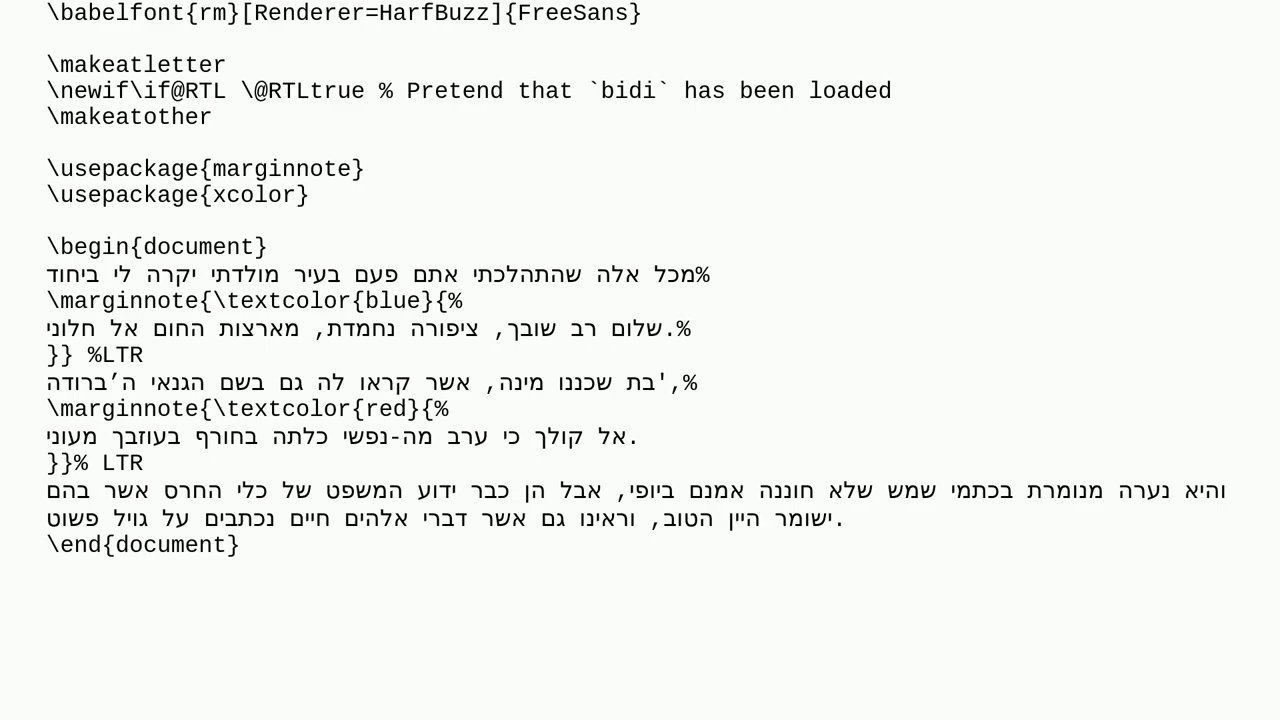 \babelfont{rm}[Renderer=HarfBuzz]{FreeSans}
\makeatletter
\newif\if@RTL \@RTLtrue % Pretend that `bidi` has been loaded
\makeatother
\usepackage{marginnote}
\usepackage{xcolor}
\begin{document}
מכל אלה שהתהלכתי אתם פעם בעיר מולדתי יקרה לי ביחוד%
\marginnote{\textcolor{blue}{%
שלום רב שובך, ציפורה נחמדת, מארצות החום אל חלוני.%
}} %LTR
בת שכננו מינה, אשר קראו לה גם בשם הגנאי ה’ברודה',%
\marginnote{\textcolor{red}{%
אל קולך כי ערב מה-נפשי כלתה בחורף בעוזבך מעוני.
}}% LTR
והיא נערה מנומרת בכתמי שמש שלא חוננה אמנם ביופי, אבל הן כבר ידוע המשפט של כלי החרס אשר בהם
ישומר היין הטוב, וראינו גם אשר דברי אלהים חיים נכתבים על גויל פשוט.
\end{document}